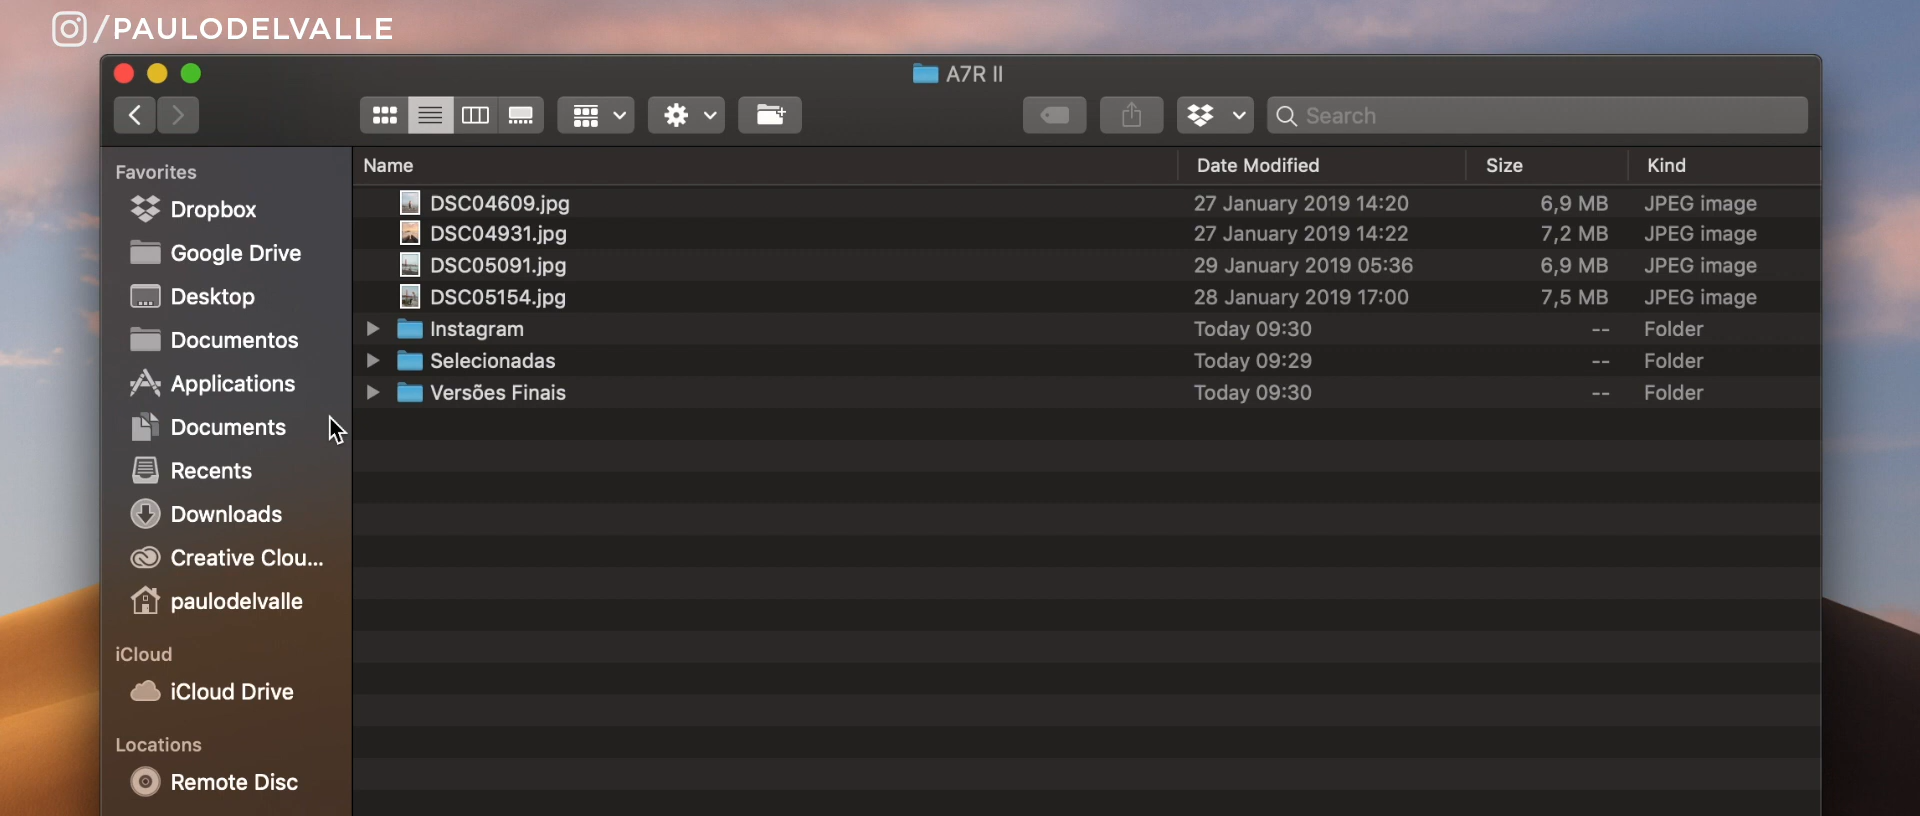 /PAULODELVALLE
A7R II
Search
Favorites
Dropbox
Google Drive
Desktop
Documentos
Applications
Documents
Recents
Downloads
Creative Clou...
paulodelvalle
iCloud
iCloud Drive
Locations
Remote Disc
Name Date Modified Size Kind
DSC04609.jpg 27 January 2019 14:20 6,9 MB JPEG image
DSC04931.jpg 27 January 2019 14:22 7,2 MB JPEG image
DSC05091.jpg 29 January 2019 05:36 6,9 MB JPEG image
DSC05154.jpg 28 January 2019 17:00 7,5 MB JPEG image
Instagram Today 09:30 -- Folder
Selecionadas Today 09:29 -- Folder
Versões Finais Today 09:30 -- Folder